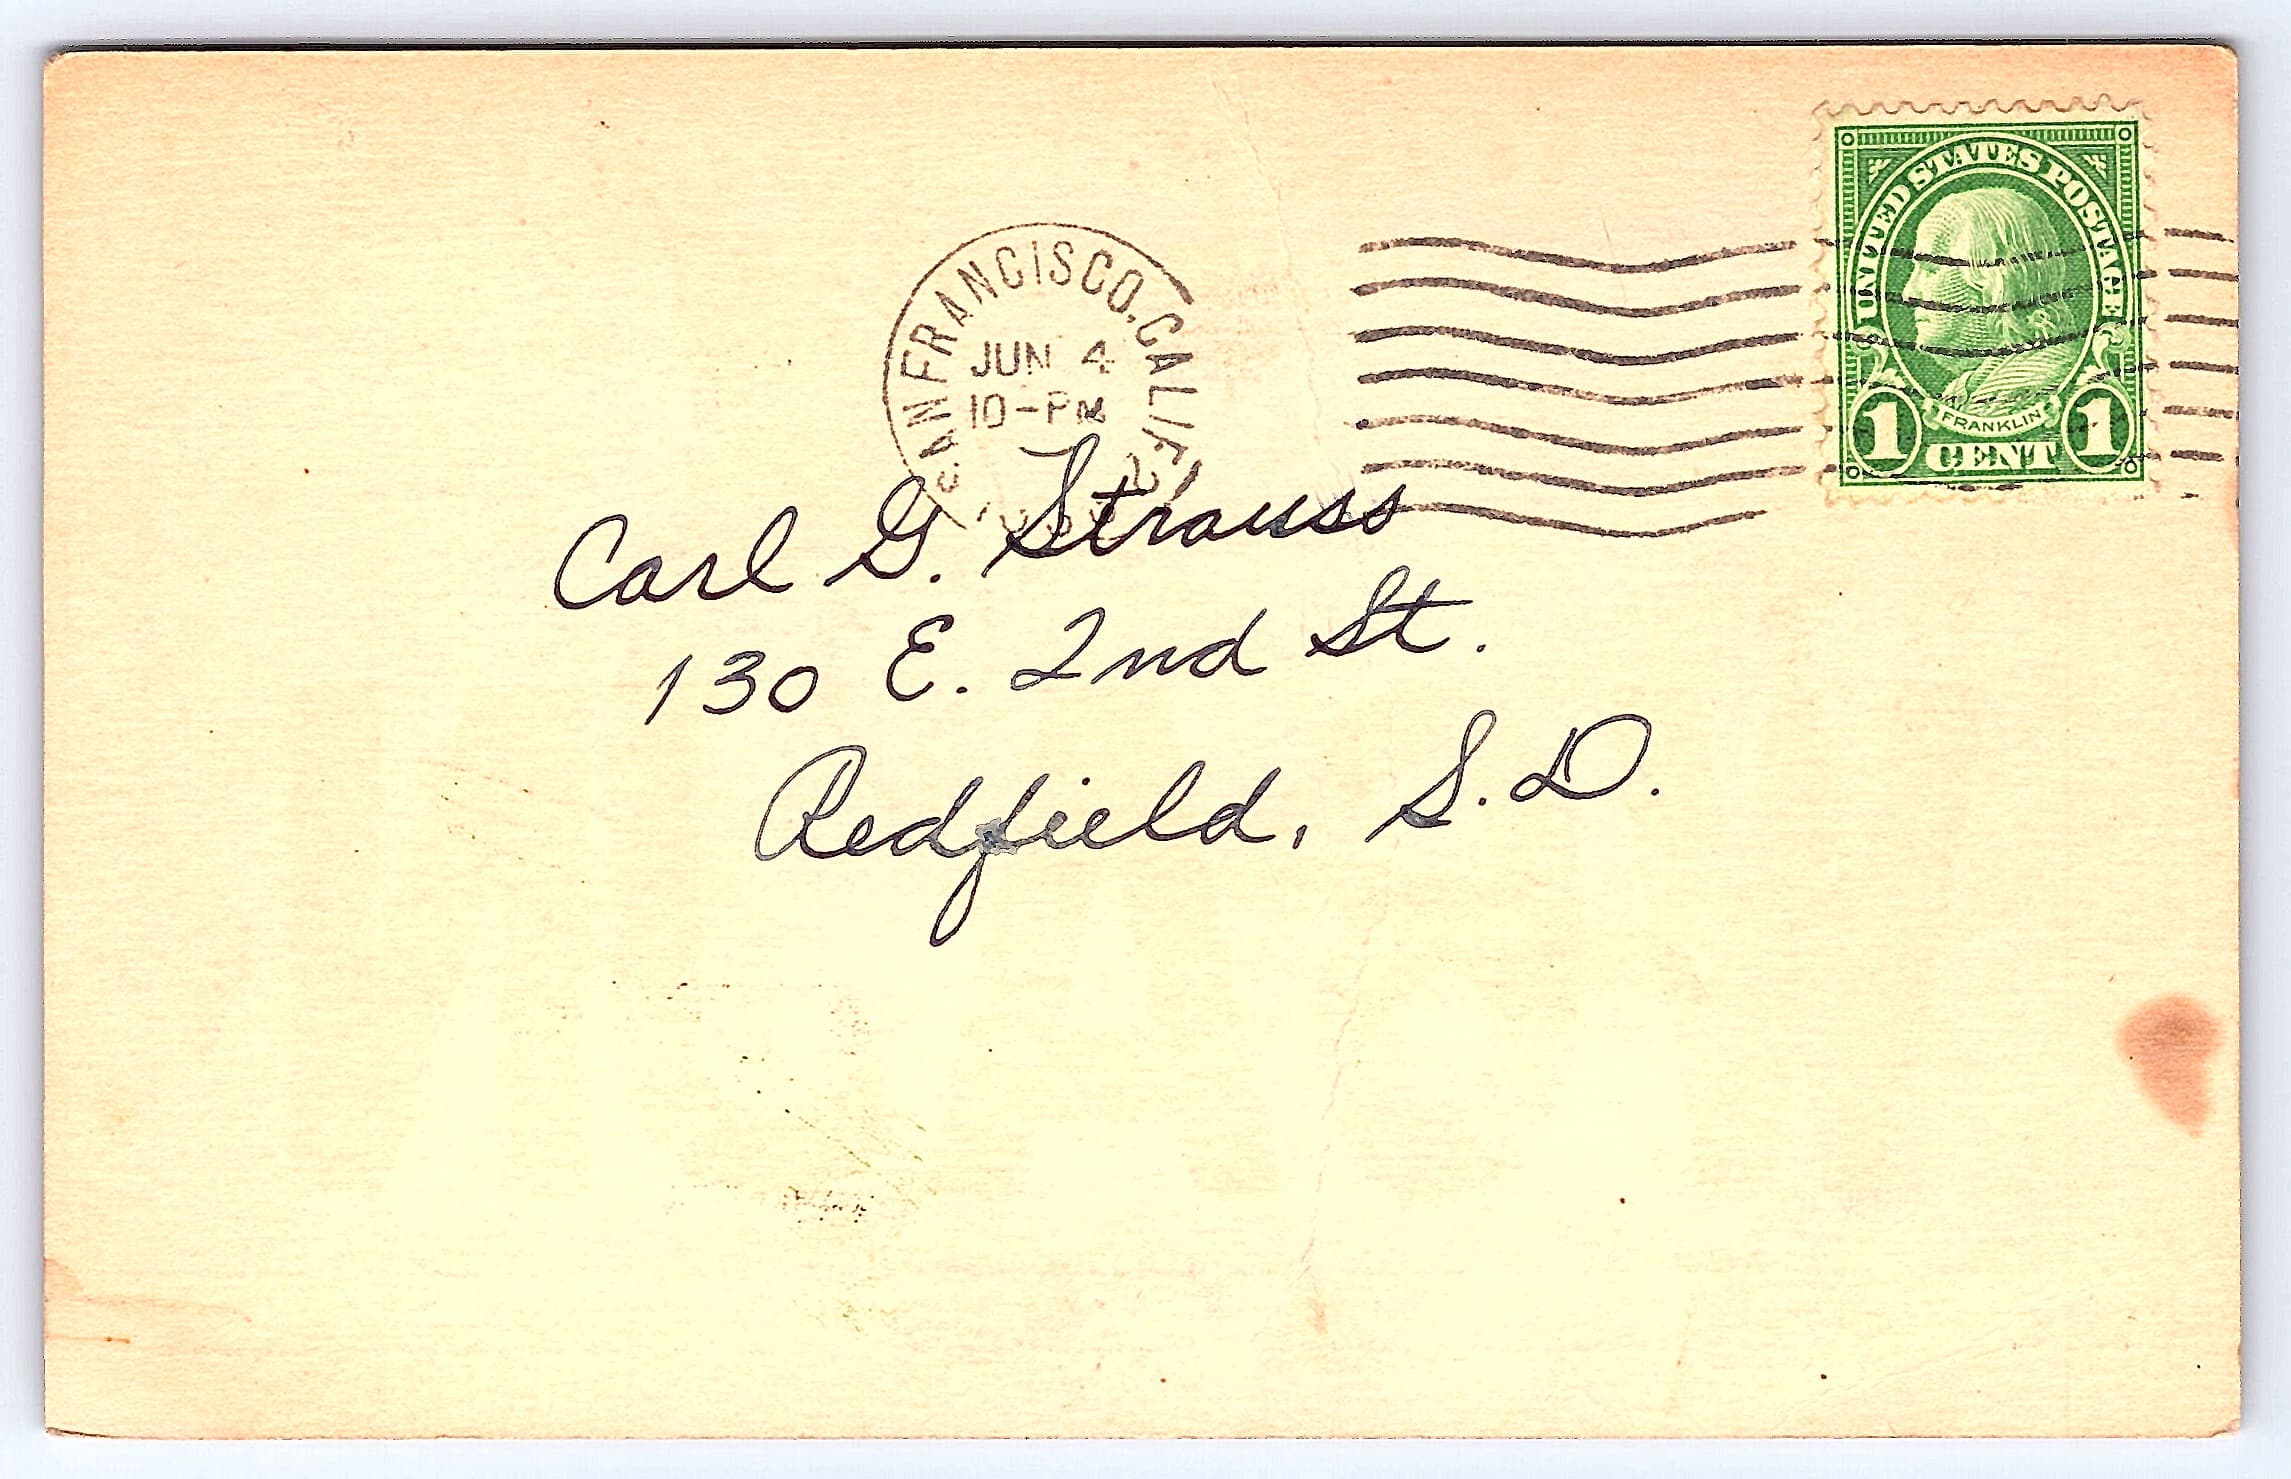 SAN FRANCISCO, CALIF.
JUN 4
10-PM
UNITED STATES POSTAGE
FRANKLIN
1 CENT 1
Carl G. Strauss
130 E. 2nd St.
Redfield, S.D.